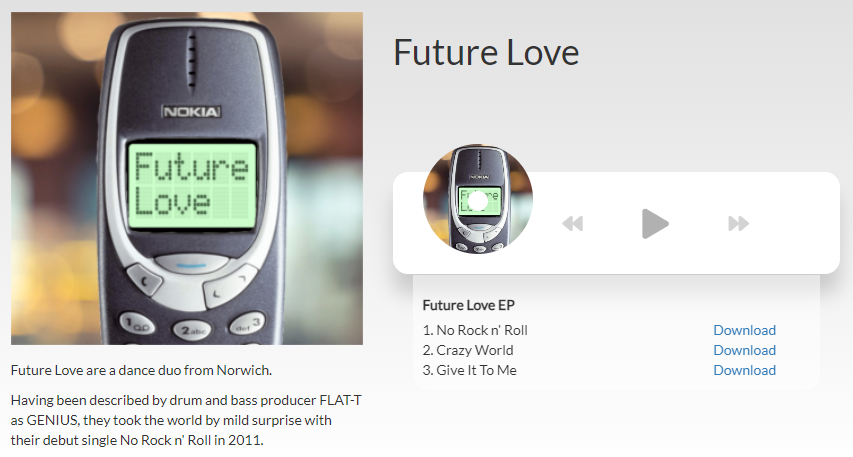 NOKIA
Future
Love
1
2abc
def 3
Future Love are a dance duo from Norwich.
Having been described by drum and bass producer FLAT-T
as GENIUS, they took the world by mild surprise with
their debut single No Rock n' Roll in 2011.
Future Love
NOKIA
Future Love EP
1. No Rock n' Roll Download
2. Crazy World Download
3. Give It To Me Download